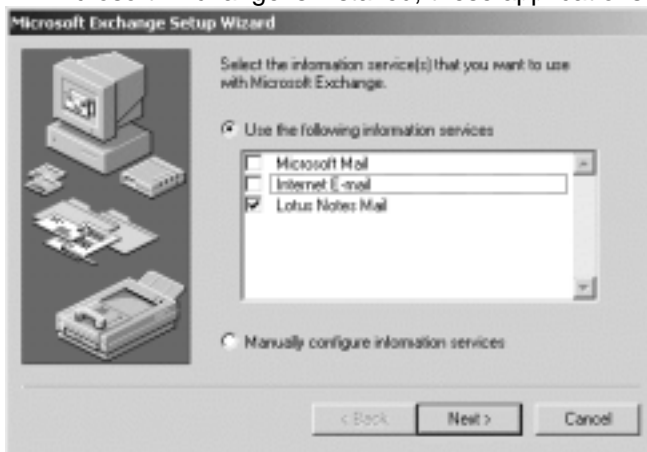 Microsoft Exchange Setup Wizard
Select the information service(s) that you want to use
with Microsoft Exchange.
Use the following information services
Microsoft Mail
Internet E-mail
Lotus Notes Mail
Manually configure information services
< Back
Next >
Cancel